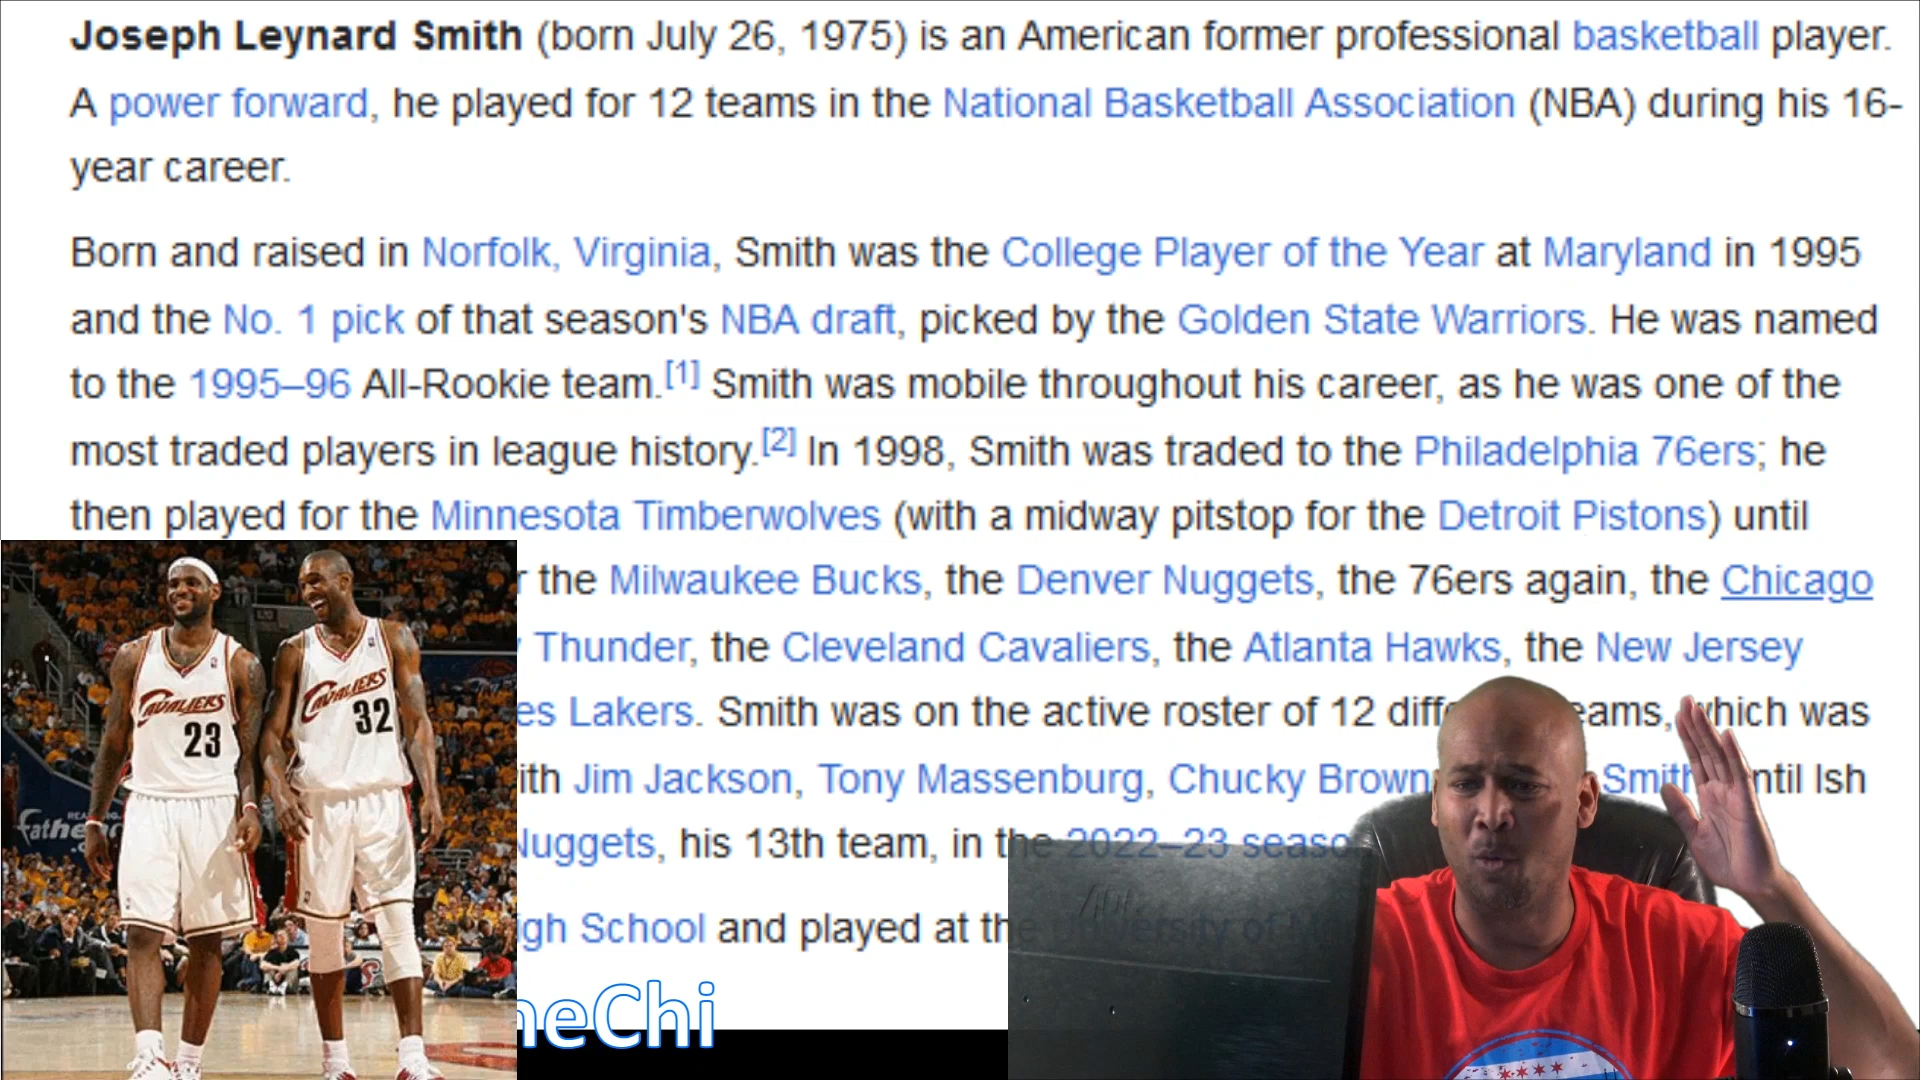 Joseph Leynard Smith (born July 26, 1975) is an American former professional basketball player.
A power forward, he played for 12 teams in the National Basketball Association (NBA) during his 16-
year career.
Born and raised in Norfolk, Virginia, Smith was the College Player of the Year at Maryland in 1995
and the No. 1 pick of that season's NBA draft, picked by the Golden State Warriors. He was named
to the 1995–96 All-Rookie team.[1] Smith was mobile throughout his career, as he was one of the
most traded players in league history.[2] In 1998, Smith was traded to the Philadelphia 76ers; he
then played for the Minnesota Timberwolves (with a midway pitstop for the Detroit Pistons) until
the Milwaukee Bucks, the Denver Nuggets, the 76ers again, the Chicago
Thunder, the Cleveland Cavaliers, the Atlanta Hawks, the New Jersey
Lakers. Smith was on the active roster of 12 which was
Jim Jackson, Tony Massenburg, Chucky Brown Smith Ish
Nuggets, his 13th team, in the 2022–23
School and played at the University of
CAVALIERS
23
CAVALIERS
32